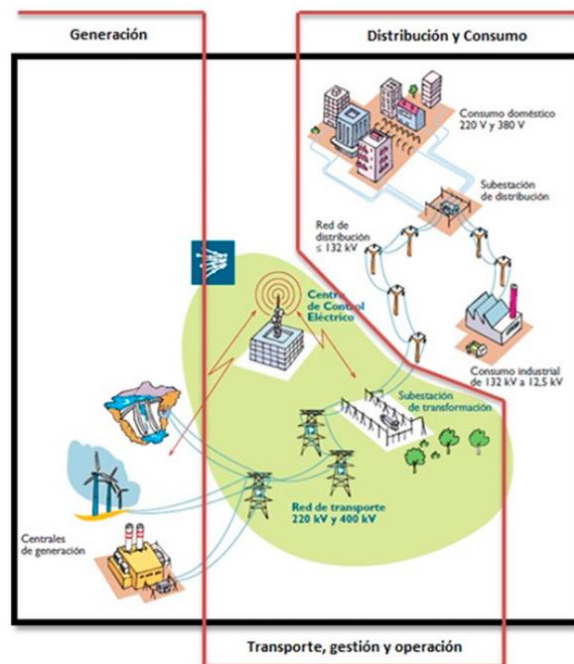 Generación
Distribución y Consumo
Consumo doméstico
220 V y 380 V
Subestación
de distribución
Red de
distribución
≤ 132 kV
Centro
de Control
Eléctrico
Consumo industrial
de 132 kV a 12,5 kV
Subestación
de transformación
Red de transporte
220 kV y 400 kV
Centrales
de generación
Transporte, gestión y operación